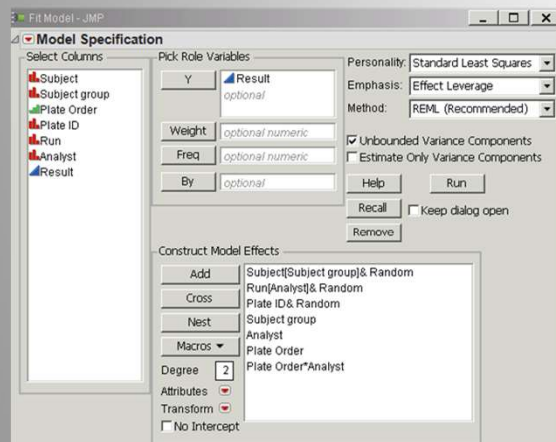 Fit Model - JMP
Model Specification
Select Columns
Subject
Subject group
Plate Order
Plate ID
Run
Analyst
Result
Pick Role Variables
Y
Result
optional
Weight
optional numeric
Freq
optional numeric
By
optional
Personality: Standard Least Squares
Emphasis: Effect Leverage
Method: REML (Recommended)
Unbounded Variance Components
Estimate Only Variance Components
Help
Run
Recall
Keep dialog open
Remove
Construct Model Effects
Add
Cross
Nest
Macros
Degree 2
Attributes
Transform
No Intercept
Subject[Subject group]& Random
Run[Analyst]& Random
Plate ID& Random
Subject group
Analyst
Plate Order
Plate Order*Analyst